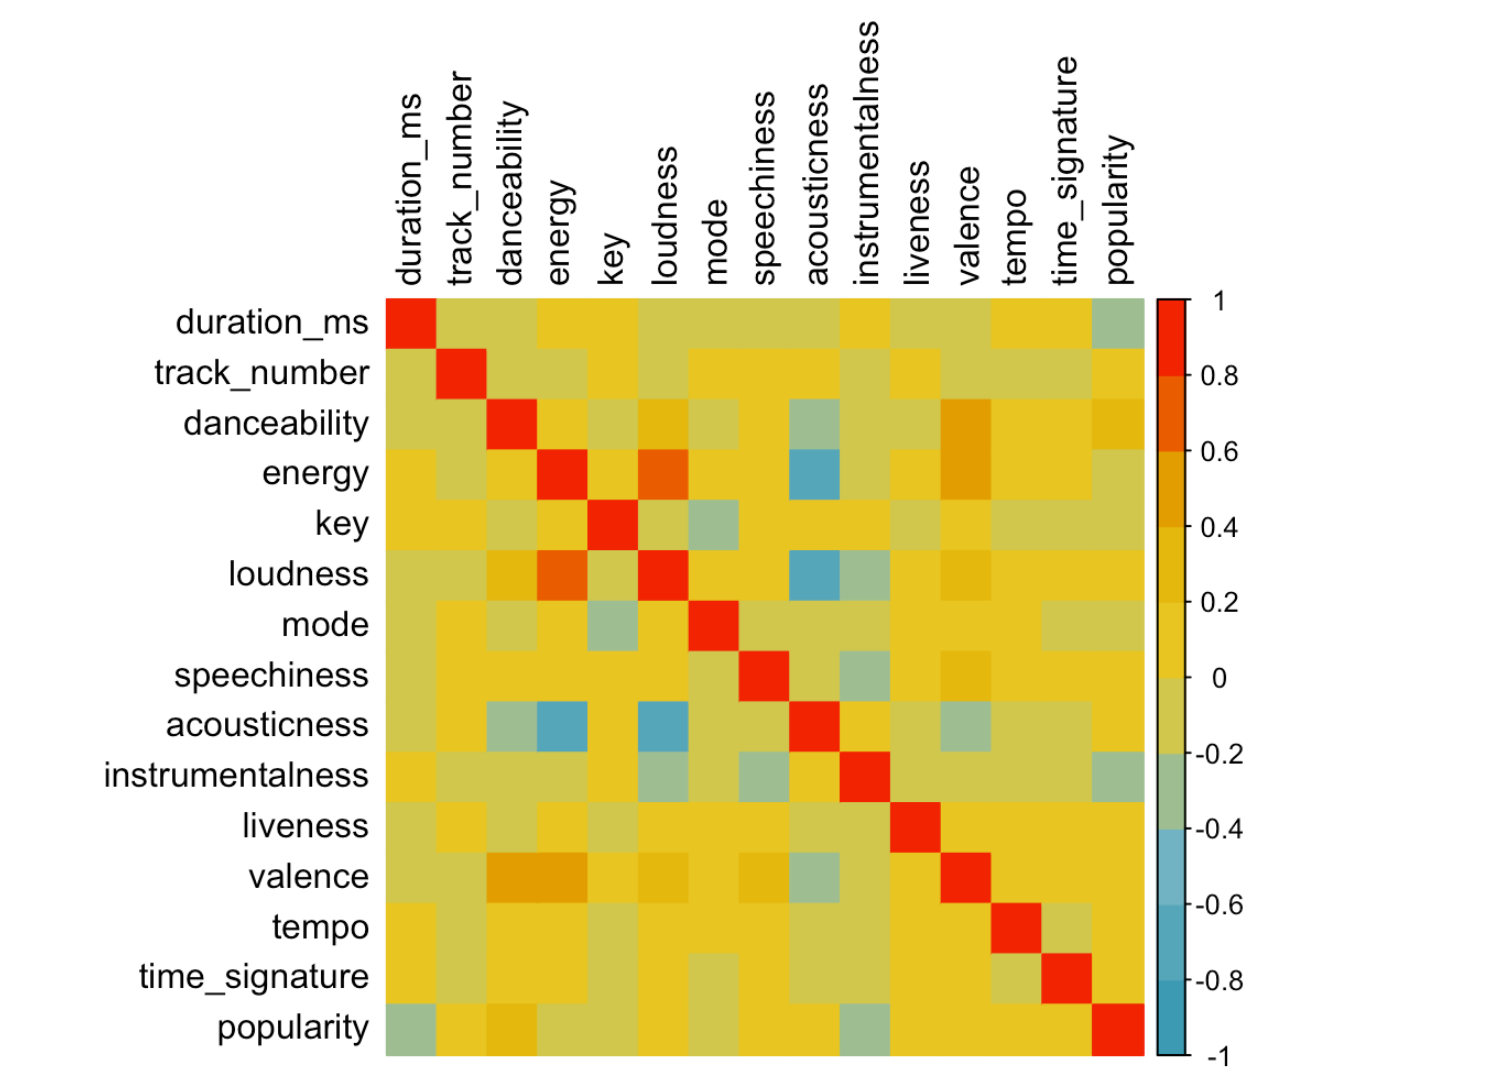 duration_ms
track_number
danceability
energy
key
loudness
mode
speechiness
acousticness
instrumentalness
liveness
valence
tempo
time_signature
popularity
duration_ms
track_number
danceability
energy
key
loudness
mode
speechiness
acousticness
instrumentalness
liveness
valence
tempo
time_signature
popularity
1
0.8
0.6
0.4
0.2
0
-0.2
-0.4
-0.6
-0.8
-1